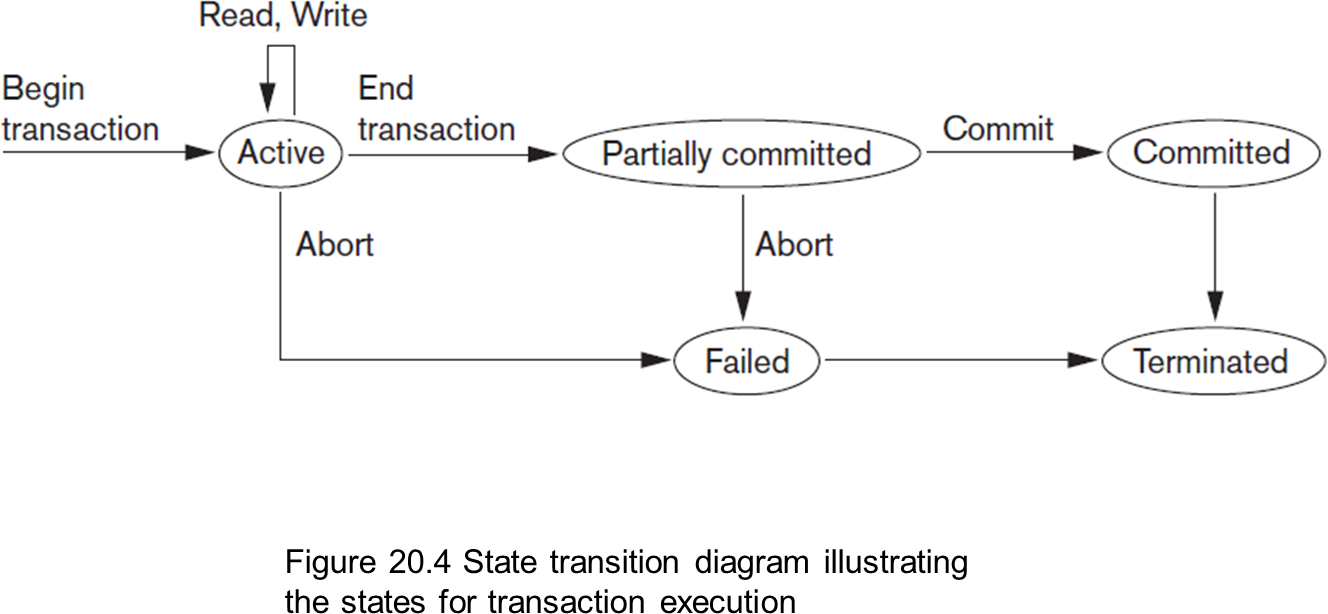 Read, Write
Begin
transaction
End
transaction
Active
Partially committed
Commit
Committed
Abort
Abort
Failed
Terminated
Figure 20.4 State transition diagram illustrating
the states for transaction execution